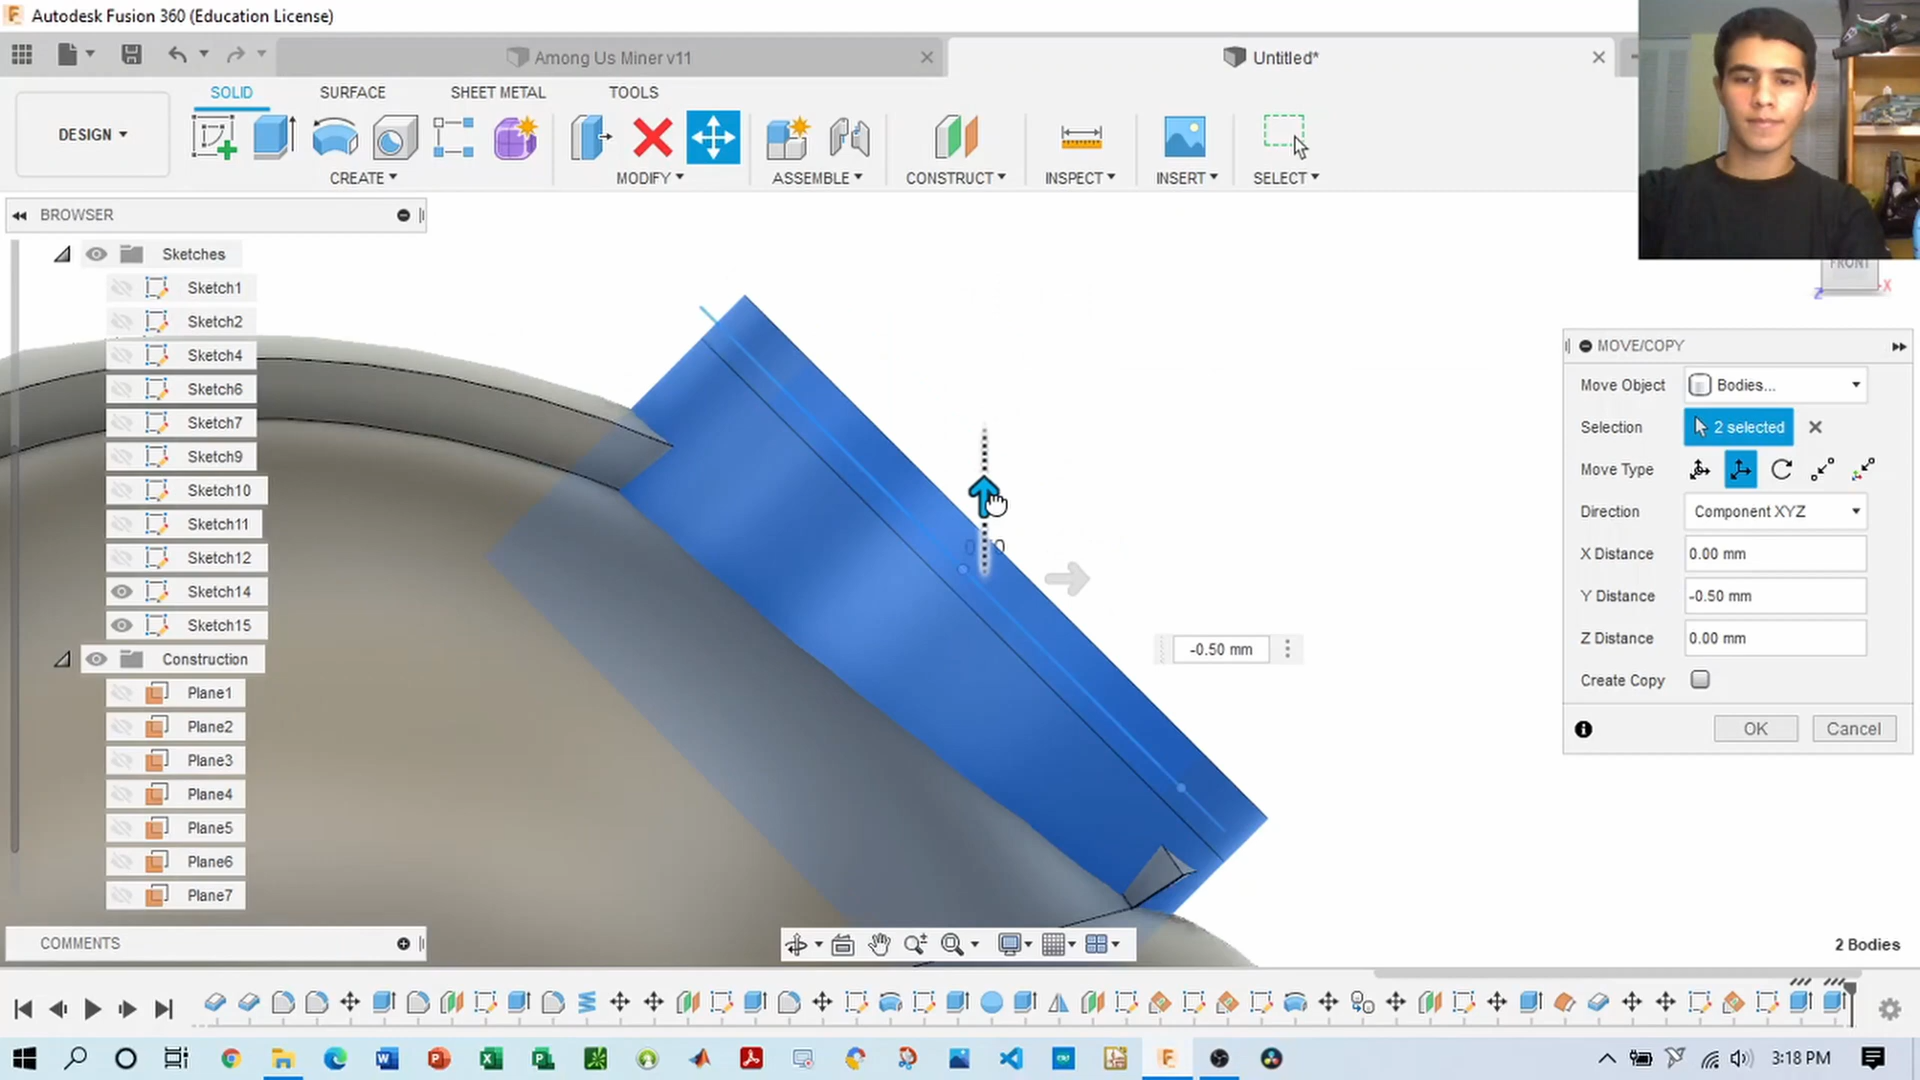 Autodesk Fusion 360 (Education License)
Among Us Miner v11
Untitled*
SOLID
SURFACE
SHEET METAL
TOOLS
DESIGN
CREATE
MODIFY
ASSEMBLE
CONSTRUCT
INSPECT
INSERT
SELECT
BROWSER
Sketches
Sketch1
Sketch2
Sketch4
Sketch6
Sketch7
Sketch9
Sketch10
Sketch11
Sketch12
Sketch14
Sketch15
Construction
Plane1
Plane2
Plane3
Plane4
Plane5
Plane6
Plane7
COMMENTS
FRONT
Z
X
-0.50 mm
MOVE/COPY
Move Object
Bodies...
Selection
2 selected
Move Type
Direction
Component XYZ
X Distance
0.00 mm
Y Distance
-0.50 mm
Z Distance
0.00 mm
Create Copy
OK
Cancel
2 Bodies
3:18 PM